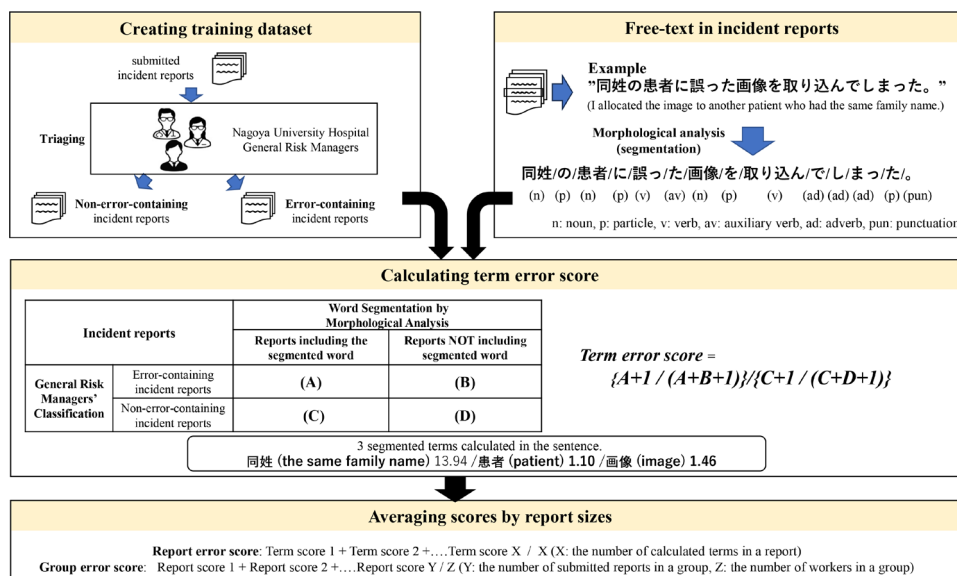 Creating training dataset
submitted
incident reports
Triaging
Nagoya University Hospital
General Risk Managers
Non-error-containing
incident reports
Error-containing
incident reports
Free-text in incident reports
Example
”同姓の患者に誤った画像を取り込んでしまった。”
(I allocated the image to another patient who had the same family name.)
Morphological analysis
(segmentation)
同姓/の/患者/に/誤っ/た/画像/を/取り込ん/で/し/まっ/た/。
(n) (p) (n) (p) (v) (av) (n) (p) (v) (ad) (ad) (ad) (p) (pun)
n: noun, p: particle, v: verb, av: auxiliary verb, ad: adverb, pun: punctuation
Calculating term error score
Incident reports
Word Segmentation by
Morphological Analysis
Reports including the
segmented word
Reports NOT including
segmented word
General Risk
Managers’
Classification
Error-containing
incident reports
(A)
(B)
Non-error-containing
incident reports
(C)
(D)
Term error score =
{A+1 / (A+B+1)}/{C+1 / (C+D+1)}
3 segmented terms calculated in the sentence.
同姓 (the same family name) 13.94 /患者 (patient) 1.10 /画像 (image) 1.46
Averaging scores by report sizes
Report error score: Term score 1 + Term score 2 +….Term score X / X (X: the number of calculated terms in a report)
Group error score: Report score 1 + Report score 2 +….Report score Y / Z (Y: the number of submitted reports in a group, Z: the number of workers in a group)